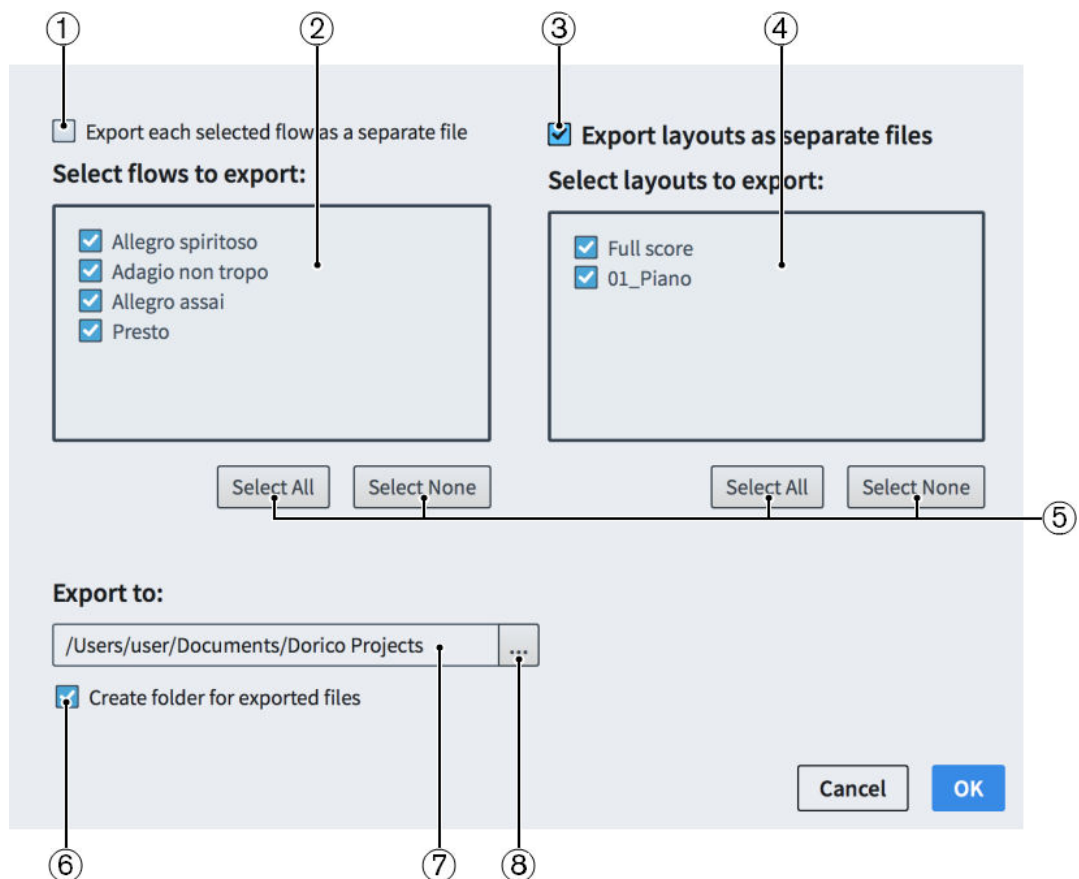 ① ② ③ ④
Export each selected flow as a separate file
Export layouts as separate files
Select flows to export:
Select layouts to export:
Allegro spiritoso
Adagio non tropo
Allegro assai
Presto
Full score
01_Piano
Select All Select None
Select All Select None
⑤
Export to:
/Users/user/Documents/Dorico Projects ...
Create folder for exported files
Cancel OK
⑥ ⑦ ⑧